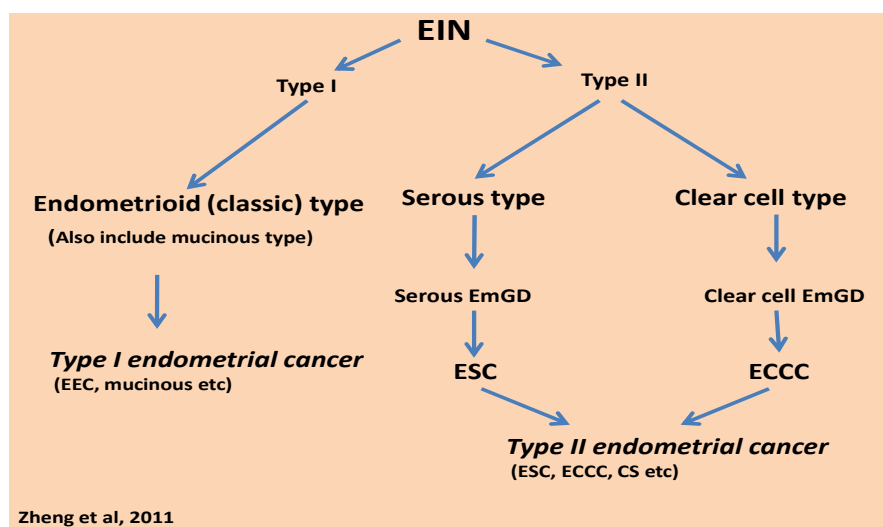 EIN
Type I
Type II
Endometrioid (classic) type
(Also include mucinous type)
Serous type
Clear cell type
Serous EmGD
Clear cell EmGD
Type I endometrial cancer
(EEC, mucinous etc)
ESC
ECCC
Type II endometrial cancer
(ESC, ECCC, CS etc)
Zheng et al, 2011